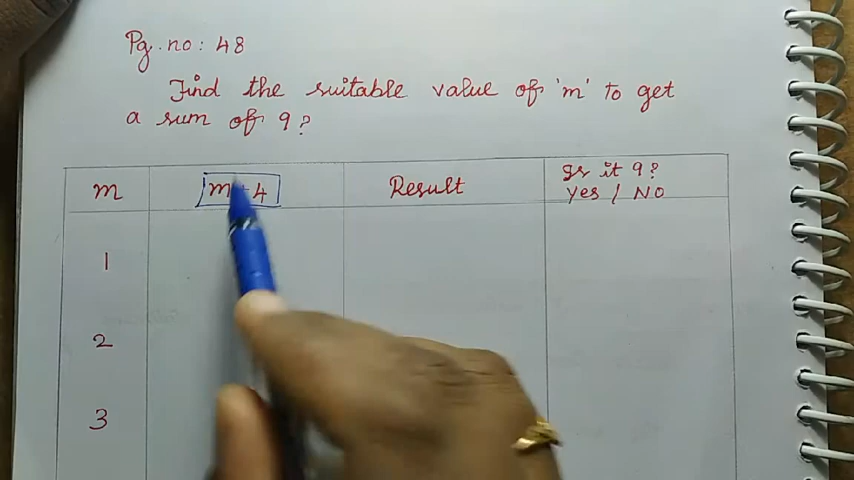 Pg. no: 48
Find the suitable value of 'm' to get
a sum of 9?
m m+4 Result Is it 9?
Yes / No
1
2
3